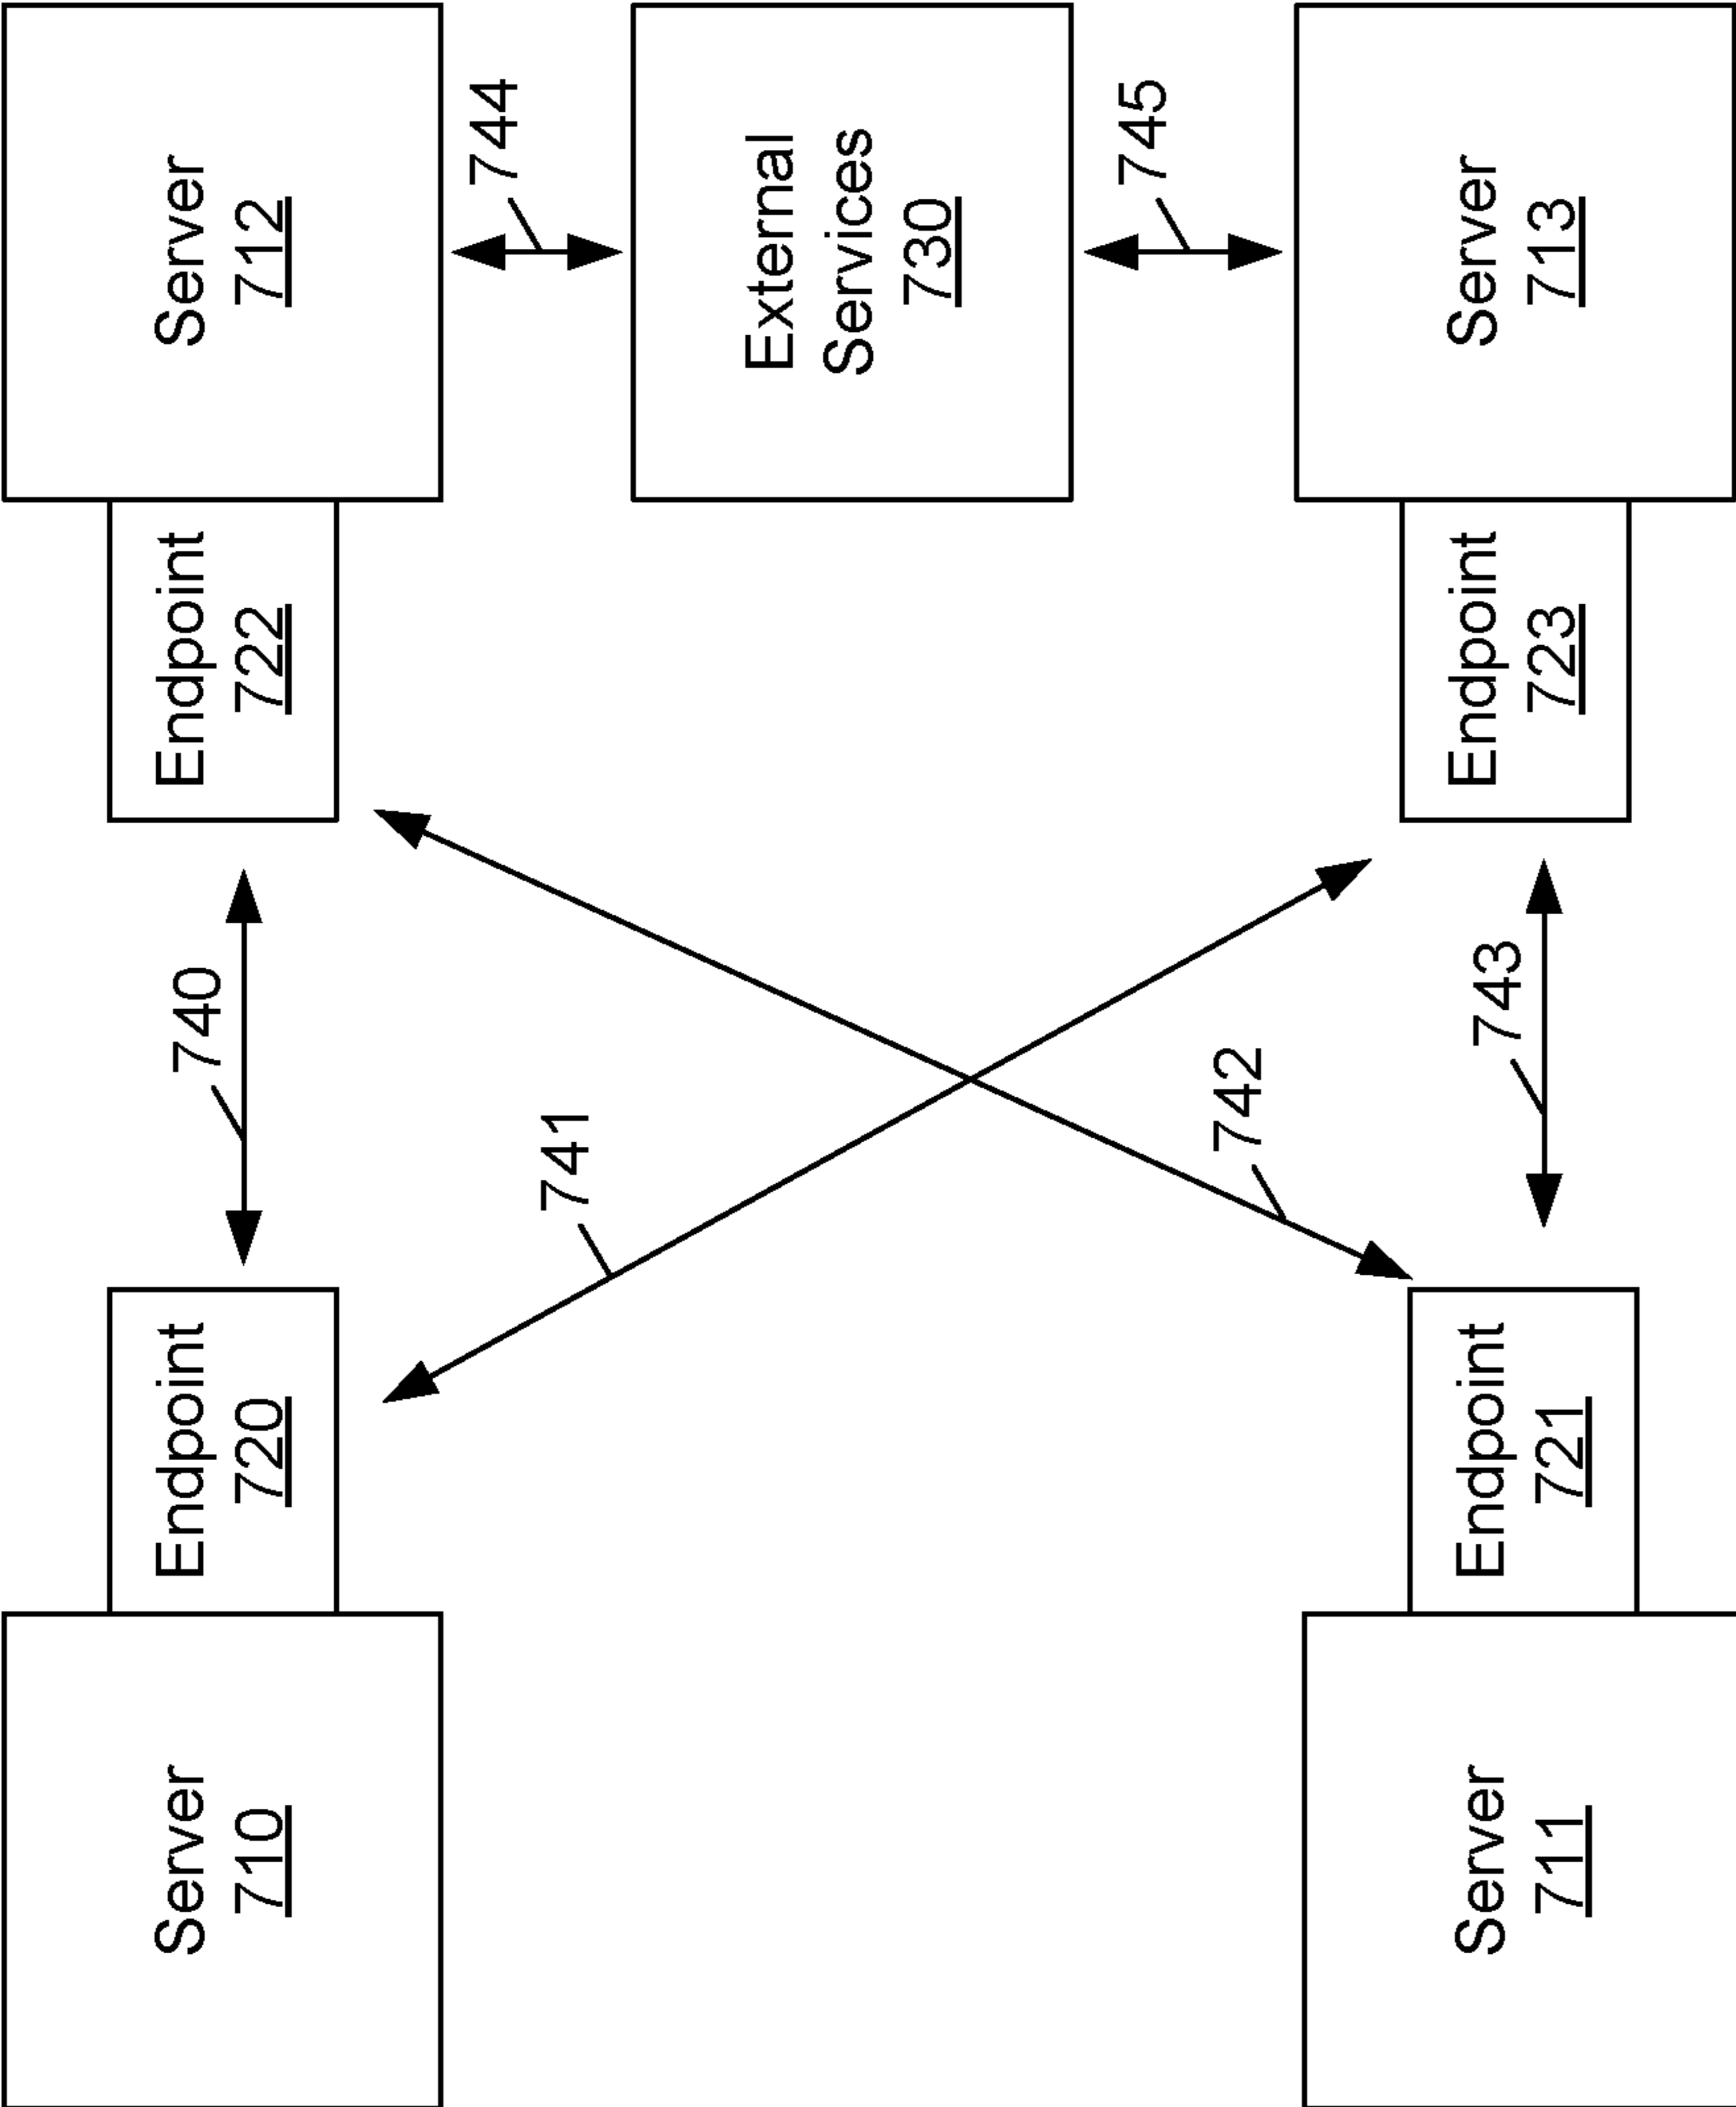 Server
710
Endpoint
720
740
Endpoint
722
Server
712
741
744
External
Services
730
742
745
Server
711
Endpoint
721
743
Endpoint
723
Server
713